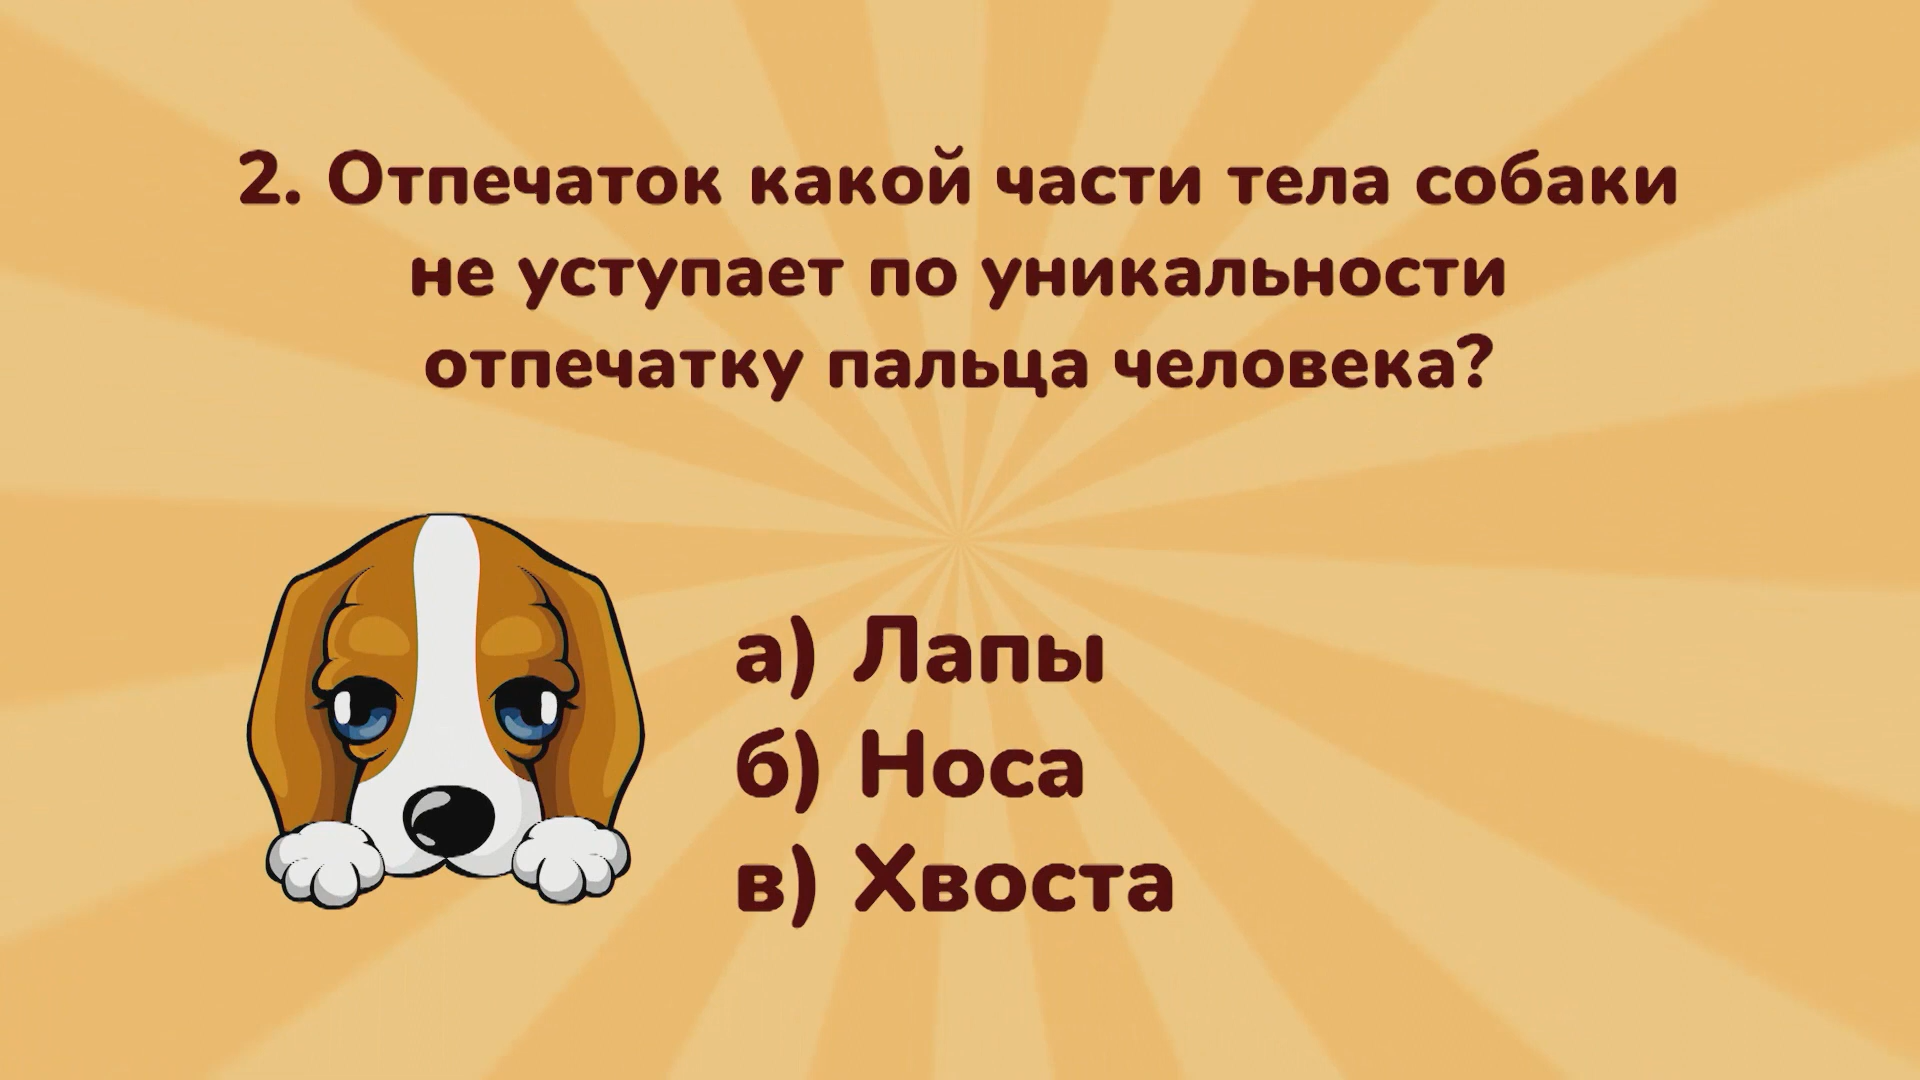 2. Отпечаток какой части тела собаки
не уступает по уникальности
отпечатку пальца человека?
а) Лапы
б) Носа
в) Хвоста